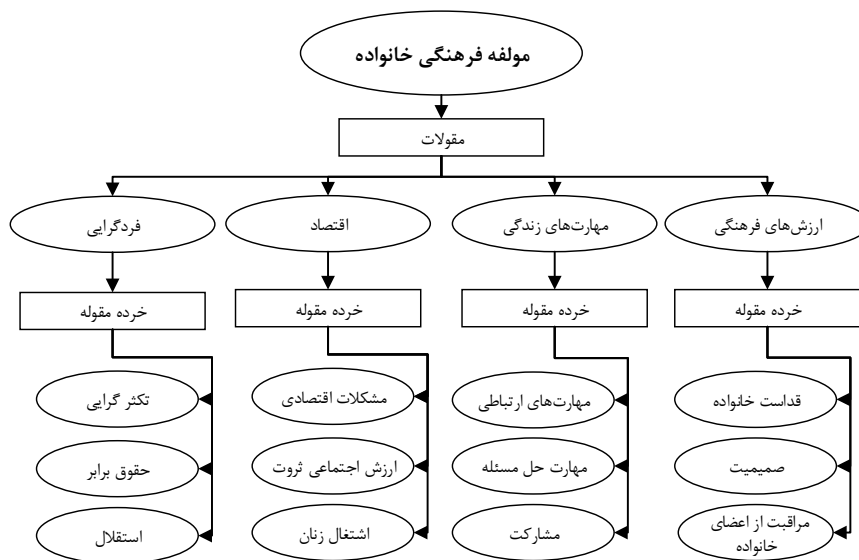 مولفه فرهنگی خانواده
مقولات
ارزش‌های فرهنگی
مهارت‌های زندگی
اقتصاد
فردگرایی
خرده مقوله
خرده مقوله
خرده مقوله
خرده مقوله
قداست خانواده
مهارت‌های ارتباطی
مشکلات اقتصادی
تکثر گرایی
صمیمیت
مهارت حل مسئله
ارزش اجتماعی ثروت
حقوق برابر
مراقبت از اعضای
خانواده
مشارکت
اشتغال زنان
استقلال